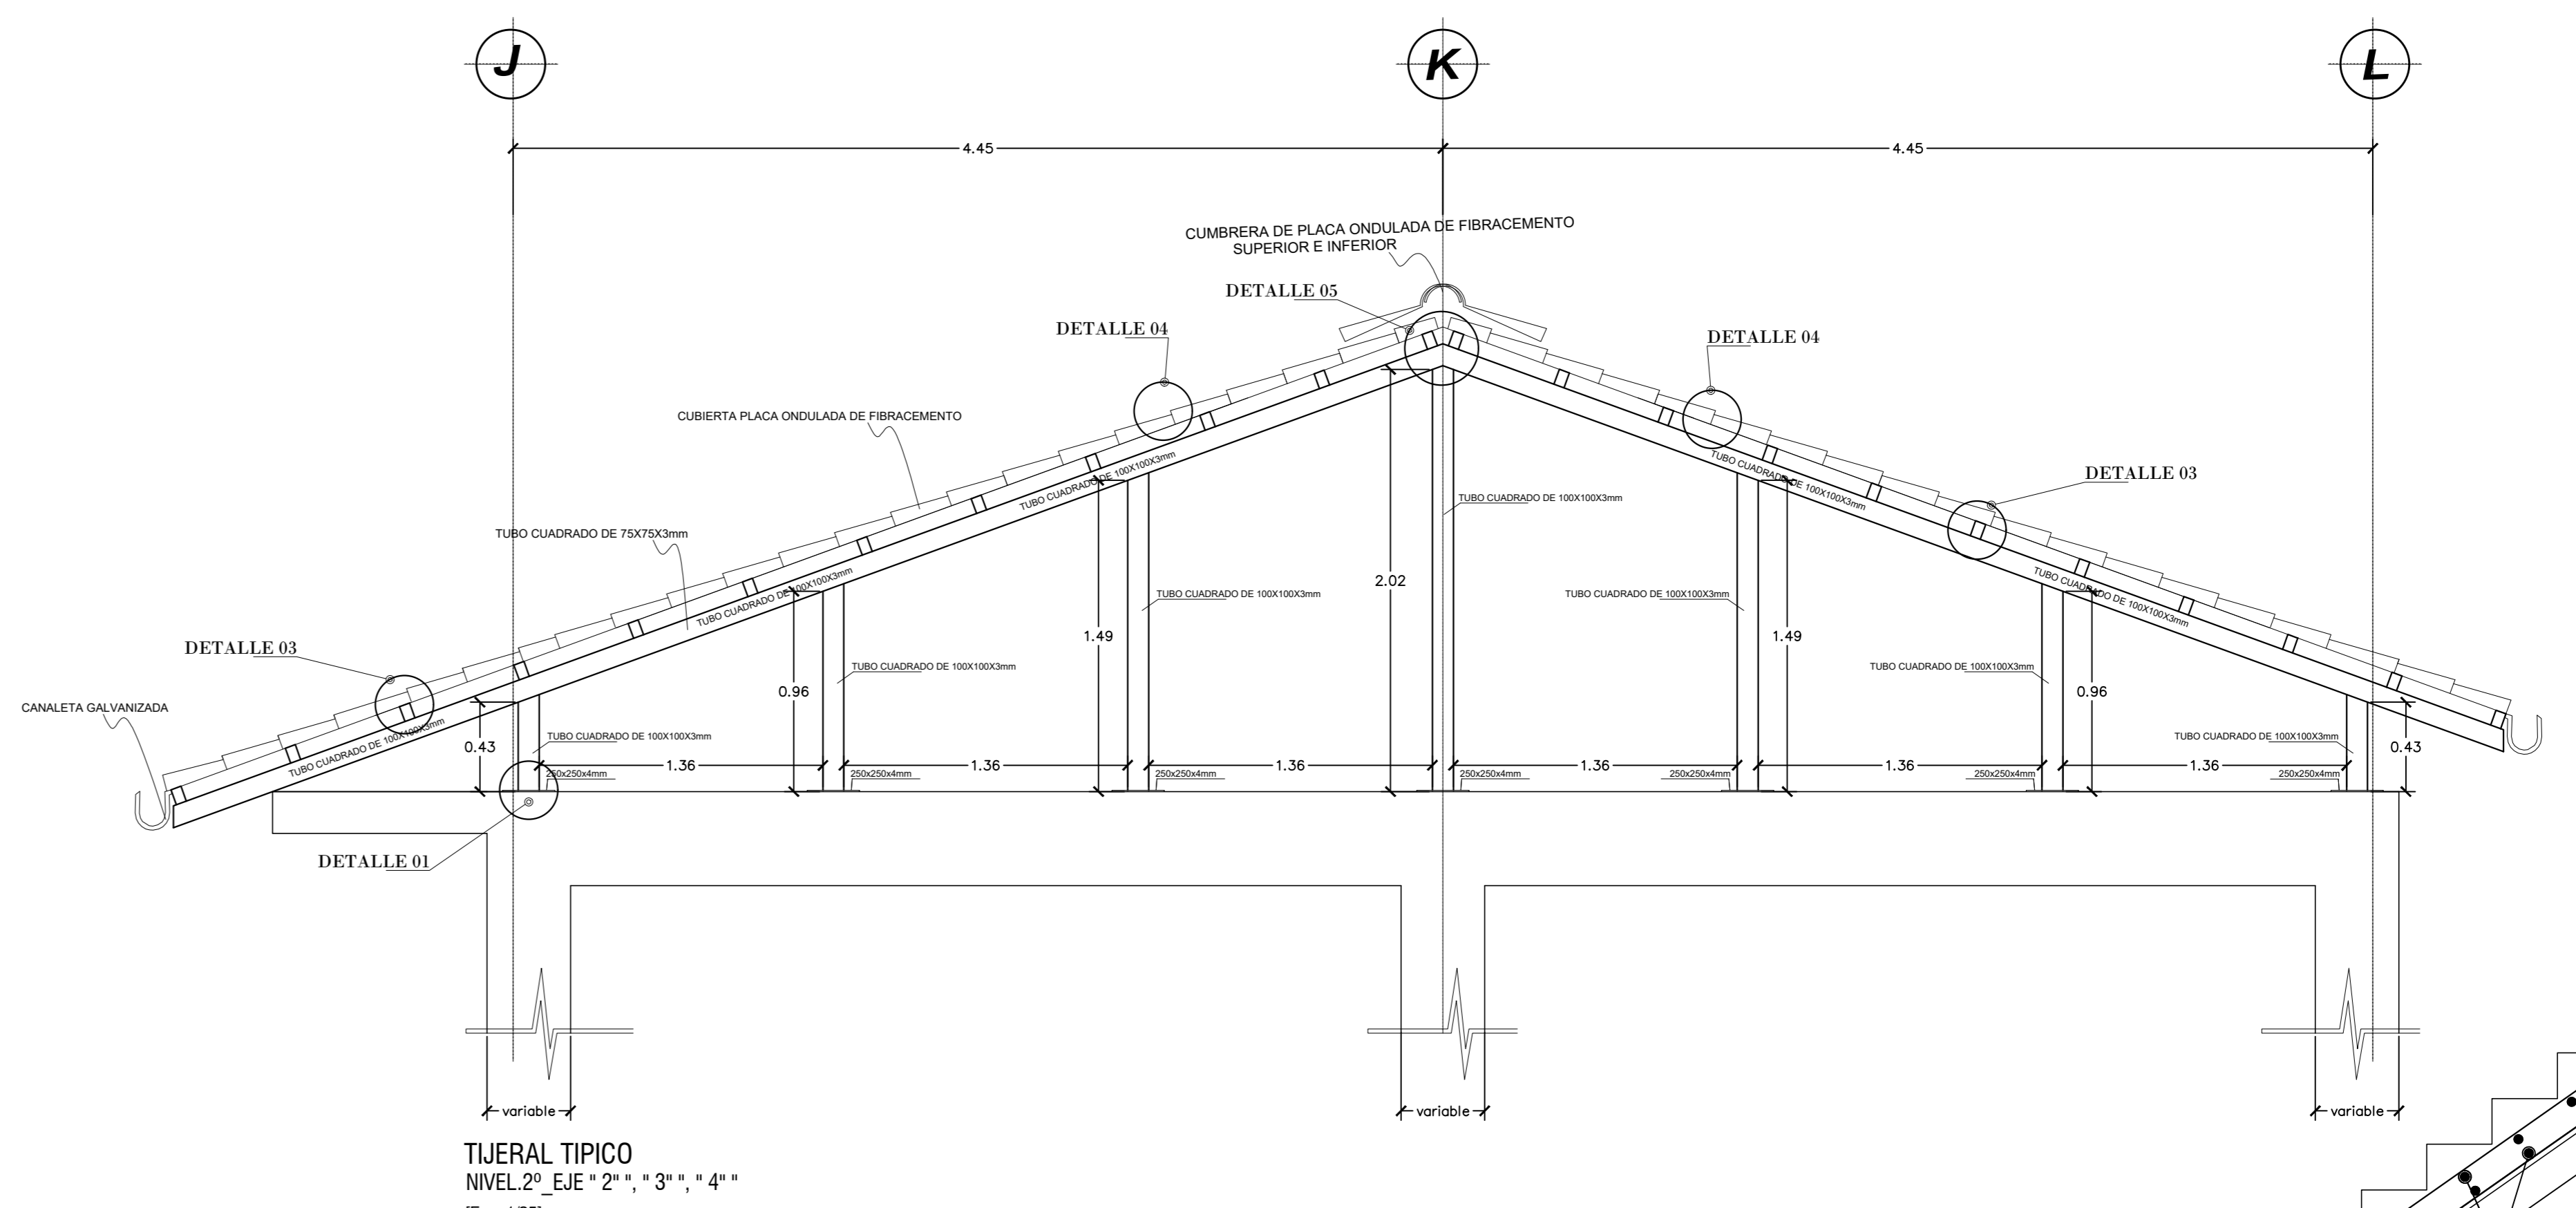 J
K
L
4.45
4.45
CUMBRERA DE PLACA ONDULADA DE FIBRACEMENTO
SUPERIOR E INFERIOR
DETALLE 05
DETALLE 04
DETALLE 04
CUBIERTA PLACA ONDULADA DE FIBRACEMENTO
TUBO CUADRADO DE 100X100X3mm
TUBO CUADRADO DE 100X100X3mm
DETALLE 03
TUBO CUADRADO DE 100X100X3mm
TUBO CUADRADO DE 75X75X3mm
2.02
TUBO CUADRADO DE 100X100X3mm
TUBO CUADRADO DE 100X100X3mm
TUBO CUADRADO DE 100X100X3mm
TUBO CUADRADO DE 100X100X3mm
1.49
1.49
DETALLE 03
TUBO CUADRADO DE 100X100X3mm
TUBO CUADRADO DE 100X100X3mm
0.96
0.96
CANALETA GALVANIZADA
TUBO CUADRADO DE 100X100X3mm
0.43
TUBO CUADRADO DE 100X100X3mm
TUBO CUADRADO DE 100X100X3mm
0.43
1.36
1.36
1.36
1.36
1.36
1.36
250x250x4mm
250x250x4mm
250x250x4mm
250x250x4mm
250x250x4mm
250x250x4mm
250x250x4mm
DETALLE 01
variable
variable
variable
TIJERAL TIPICO
NIVEL.2º_EJE " 2" ", " 3" ", " 4" "